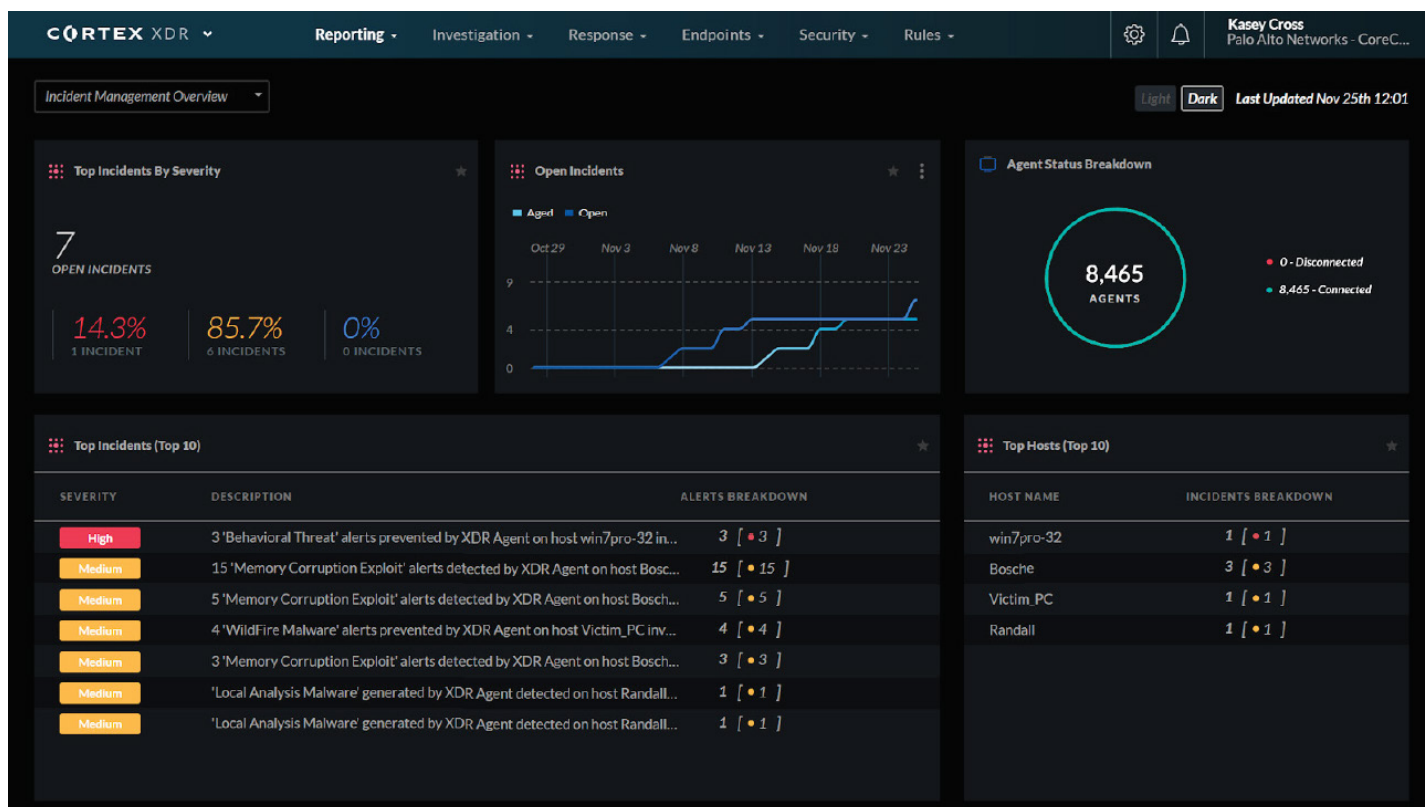 CORTEX XDR
Reporting
Investigation
Response
Endpoints
Security
Rules
Kasey Cross
Palo Alto Networks - CoreC...
Incident Management Overview
Light
Dark
Last Updated Nov 25th 12:01
Top Incidents By Severity
7
OPEN INCIDENTS
14.3%
1 INCIDENT
85.7%
6 INCIDENTS
0%
0 INCIDENTS
Open Incidents
Aged
Open
Oct 29 Nov 3 Nov 8 Nov 13 Nov 18 Nov 23
9
4
0
Agent Status Breakdown
8,465
AGENTS
0 - Disconnected
8,465 - Connected
Top Incidents (Top 10)
SEVERITY DESCRIPTION ALERTS BREAKDOWN
High 3 'Behavioral Threat' alerts prevented by XDR Agent on host win7pro-32 in... 3 [ • 3 ]
Medium 15 'Memory Corruption Exploit' alerts detected by XDR Agent on host Bosc... 15 [ • 15 ]
Medium 5 'Memory Corruption Exploit' alerts detected by XDR Agent on host Bosch... 5 [ • 5 ]
Medium 4 'WildFire Malware' alerts prevented by XDR Agent on host Victim_PC inv... 4 [ • 4 ]
Medium 3 'Memory Corruption Exploit' alerts detected by XDR Agent on host Bosch... 3 [ • 3 ]
Medium 'Local Analysis Malware' generated by XDR Agent detected on host Randall... 1 [ • 1 ]
Medium 'Local Analysis Malware' generated by XDR Agent detected on host Randall... 1 [ • 1 ]
Top Hosts (Top 10)
HOST NAME INCIDENTS BREAKDOWN
win7pro-32 1 [ • 1 ]
Bosche 3 [ • 3 ]
Victim_PC 1 [ • 1 ]
Randall 1 [ • 1 ]